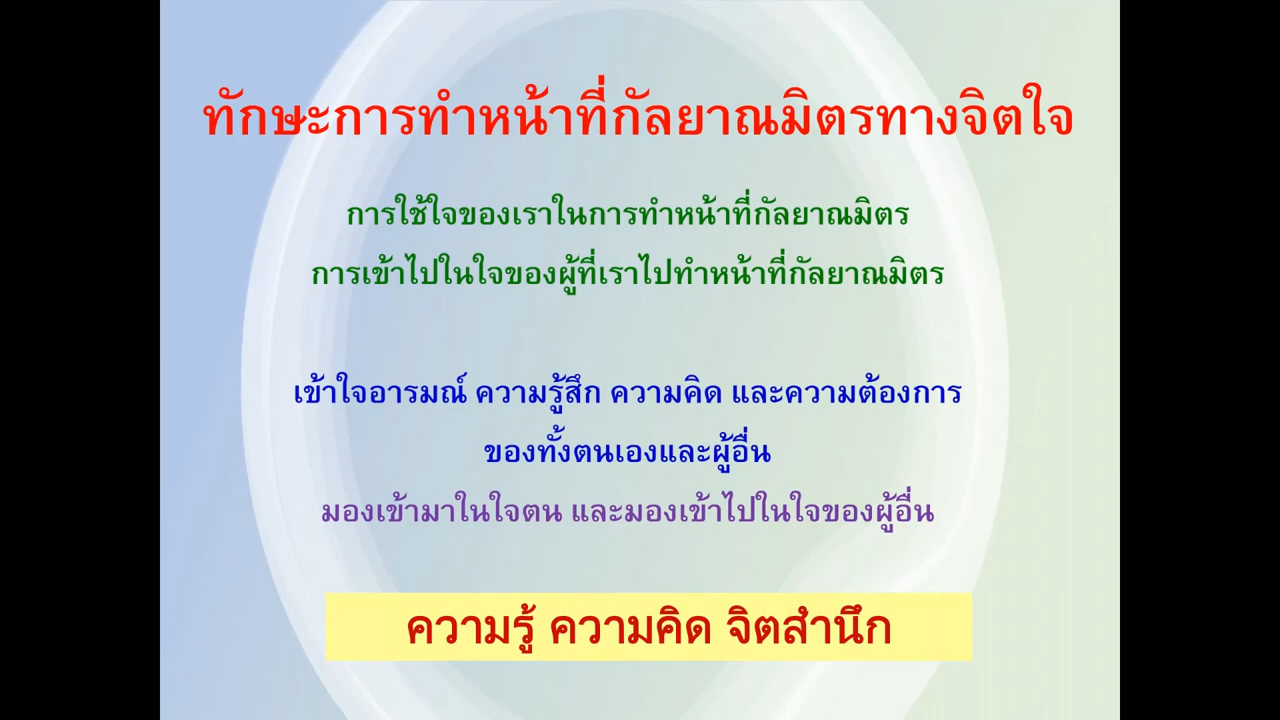 ทักษะการทำหน้าที่กัลยาณมิตรทางจิตใจ
การใช้ใจของเราในการทำหน้าที่กัลยาณมิตร
การเข้าไปในใจของผู้ที่เราไปทำหน้าที่กัลยาณมิตร
เข้าใจอารมณ์ ความรู้สึก ความคิด และความต้องการ
ของทั้งตนเองและผู้อื่น
มองเข้ามาในใจตน และมองเข้าไปในใจของผู้อื่น
ความรู้ ความคิด จิตสำนึก